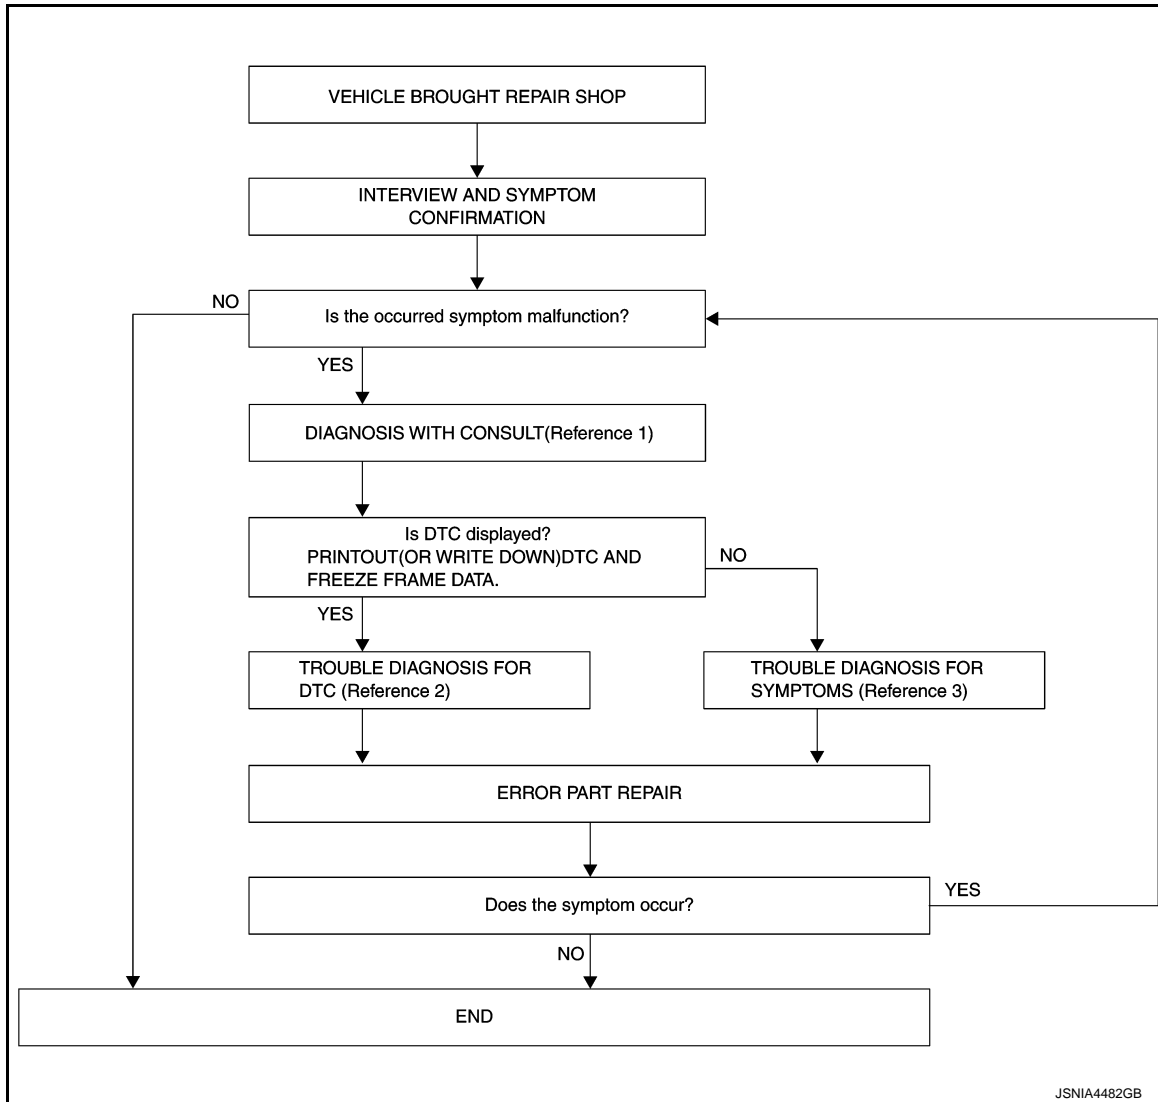 VEHICLE BROUGHT REPAIR SHOP
INTERVIEW AND SYMPTOM
CONFIRMATION
NO
Is the occurred symptom malfunction?
YES
DIAGNOSIS WITH CONSULT(Reference 1)
Is DTC displayed?
PRINTOUT(OR WRITE DOWN)DTC AND
FREEZE FRAME DATA.
NO
YES
TROUBLE DIAGNOSIS FOR
DTC (Reference 2)
TROUBLE DIAGNOSIS FOR
SYMPTOMS (Reference 3)
ERROR PART REPAIR
Does the symptom occur?
YES
NO
END
JSNIA4482GB